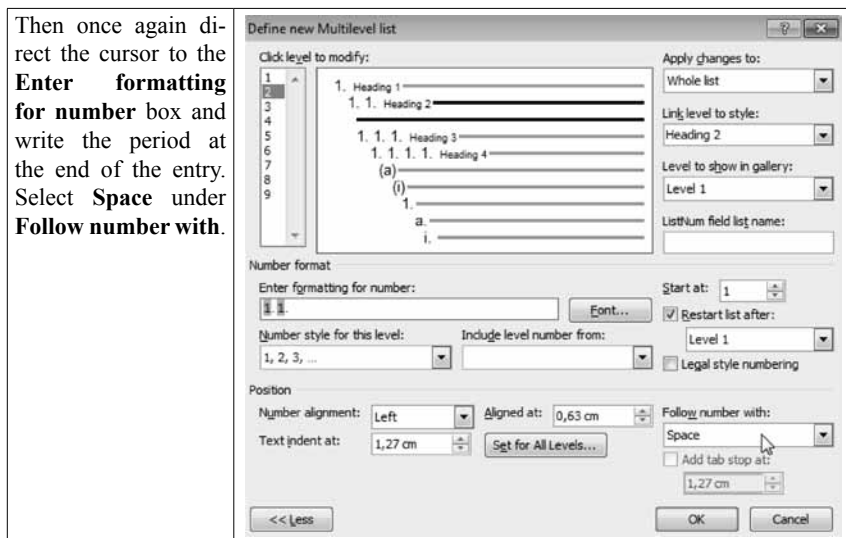 Then once again di-
rect the cursor to the
Enter formatting
for number box and
write the period at
the end of the entry.
Select Space under
Follow number with.
Define new Multilevel list
Click level to modify:
1
2
3
4
5
6
7
8
9
1. Heading 1
1. 1. Heading 2
1. 1. 1. Heading 3
1. 1. 1. 1. Heading 4
(a)
(i)
1.
a.
i.
Apply changes to:
Whole list
Link level to style:
Heading 2
Level to show in gallery:
Level 1
ListNum field list name:
Number format
Enter formatting for number:
1. 1.
Font...
Number style for this level:
1, 2, 3, ...
Include level number from:
Start at: 1
Restart list after:
Level 1
Legal style numbering
Position
Number alignment: Left
Aligned at: 0,63 cm
Text indent at: 1,27 cm
Set for All Levels...
Follow number with:
Space
Add tab stop at:
1,27 cm
<< Less
OK
Cancel